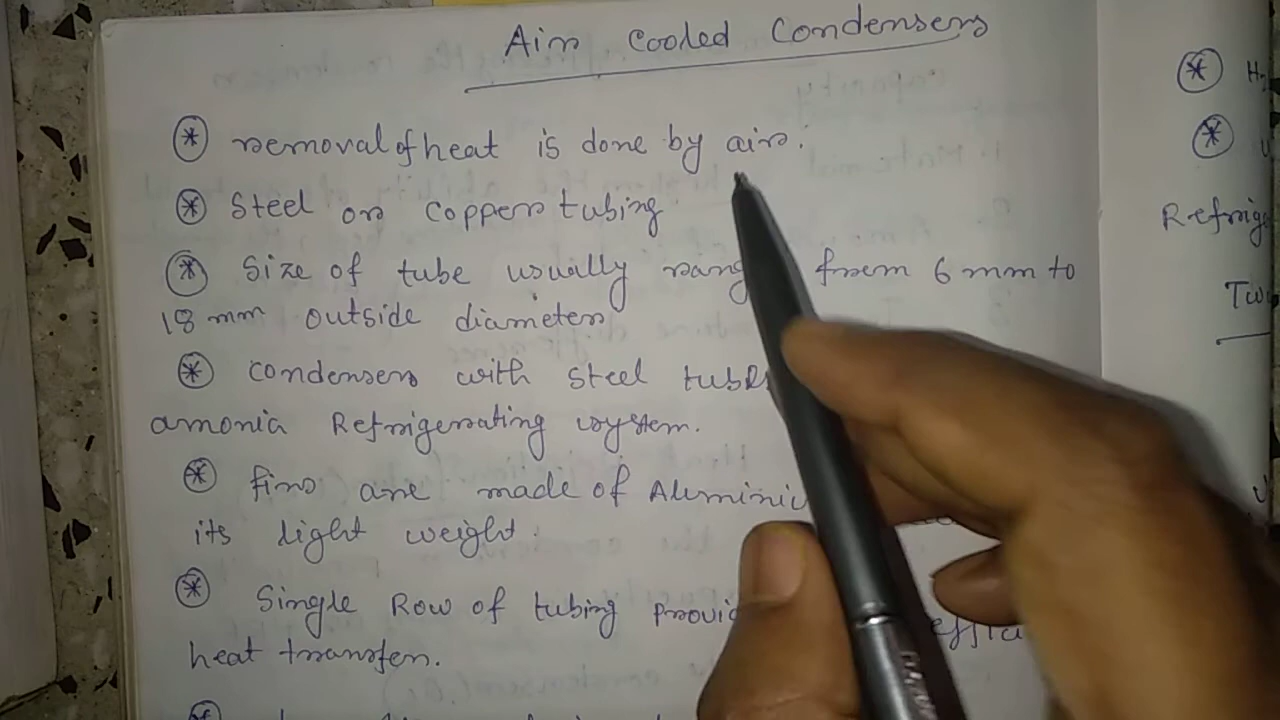 Air Cooled Condensers
* removal of heat is done by air.
* Steel or Copper tubing
* Size of tube usually from 6 mm to
18 mm outside diameter
* Condensers with steel
amonia Refrigerating system.
* fins are made of
its light weight.
* Single Row of tubing
heat transfer.
*
*
Refrig